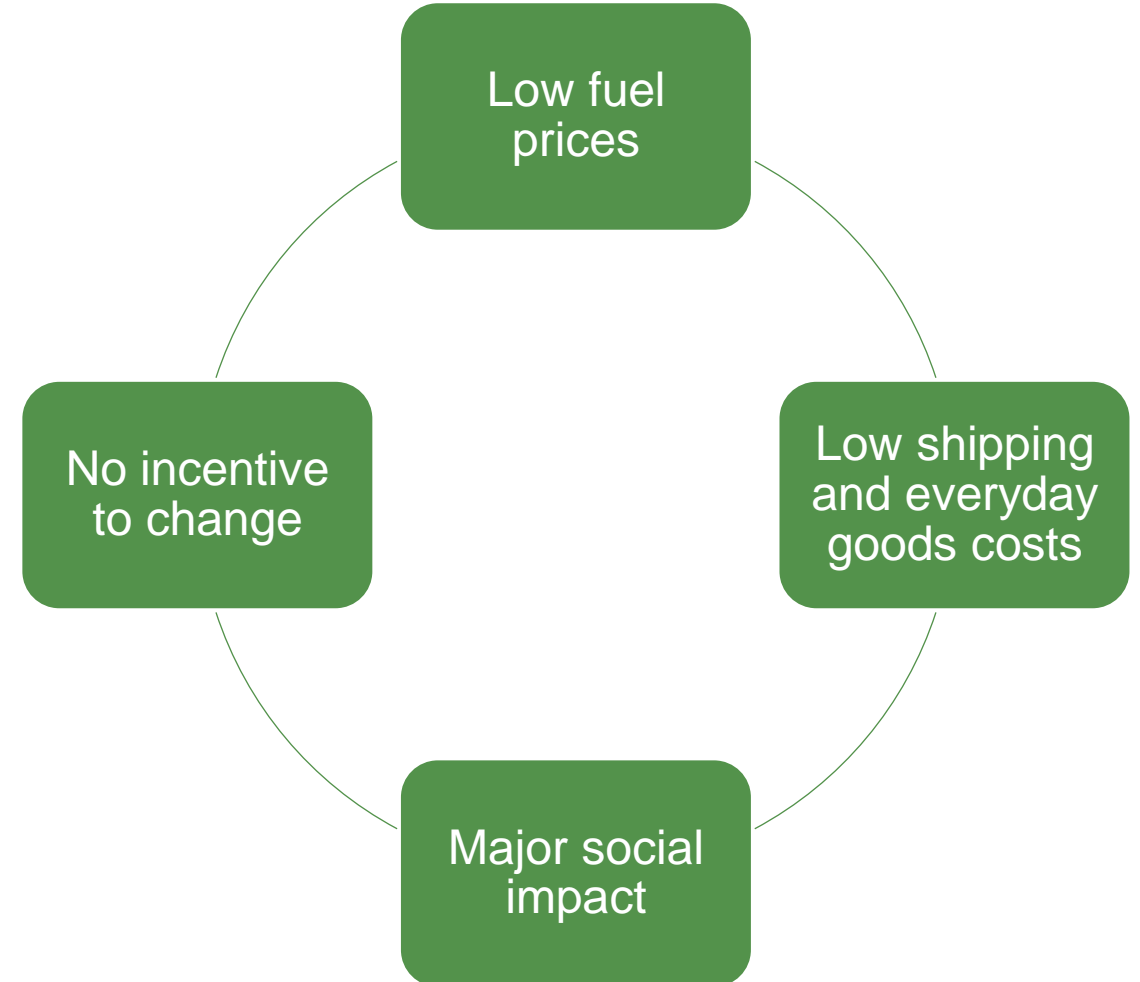 Low fuel
prices
Low shipping
and everyday
goods costs
Major social
impact
No incentive
to change